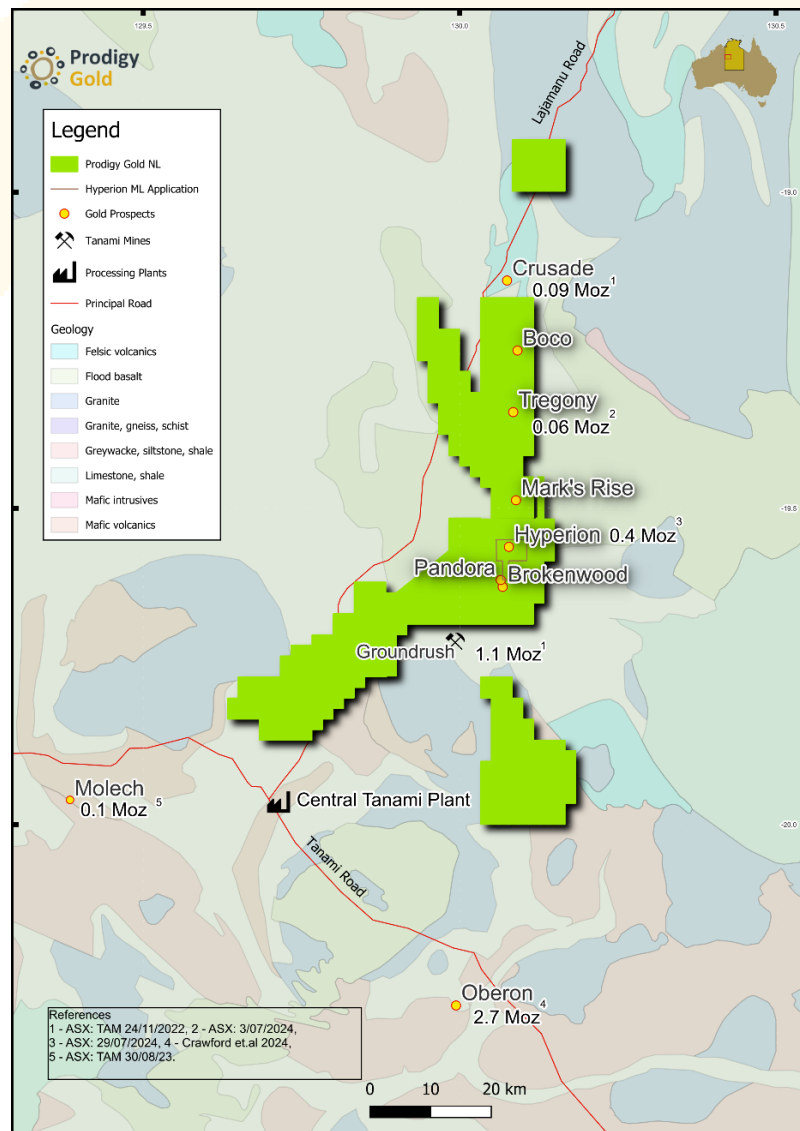 129.5
130.0
130.5
Prodigy
Gold
Lajamanu Road
Legend
Prodigy Gold NL
Hyperion ML Application
Gold Prospects
Tanami Mines
Processing Plants
Principal Road
Geology
Felsic volcanics
Flood basalt
Granite
Granite, gneiss, schist
Greywacke, siltstone, shale
Limestone, shale
Mafic intrusives
Mafic volcanics
-19.0
Crusade
0.09 Moz1
Boco
Tregony
0.06 Moz2
Mark's Rise
-19.5
Hyperion 0.4 Moz3
Pandora
Brokenwood
Groundrush
1.1 Moz1
Molech
0.1 Moz 5
Central Tanami Plant
-20.0
Tanami Road
Oberon
2.7 Moz4
References
1 - ASX: TAM 24/11/2022, 2 - ASX: 3/07/2024,
3 - ASX: 29/07/2024, 4 - Crawford et.al 2024,
5 - ASX: TAM 30/08/23.
0 10 20 km